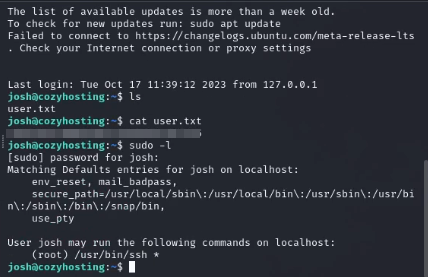 The list of available updates is more than a week old.
To check for new updates run: sudo apt update
Failed to connect to https://changelogs.ubuntu.com/meta-release-lts
. Check your Internet connection or proxy settings
Last login: Tue Oct 17 11:39:12 2023 from 127.0.0.1
josh@cozyhosting:~$ ls
user.txt
josh@cozyhosting:~$ cat user.txt
josh@cozyhosting:~$ sudo -l
[sudo] password for josh:
Matching Defaults entries for josh on localhost:
env_reset, mail_badpass,
secure_path=/usr/local/sbin\:/usr/local/bin\:/usr/sbin\:/usr/bi
n\:/sbin\:/bin\:/snap/bin,
use_pty
User josh may run the following commands on localhost:
(root) /usr/bin/ssh *
josh@cozyhosting:~$